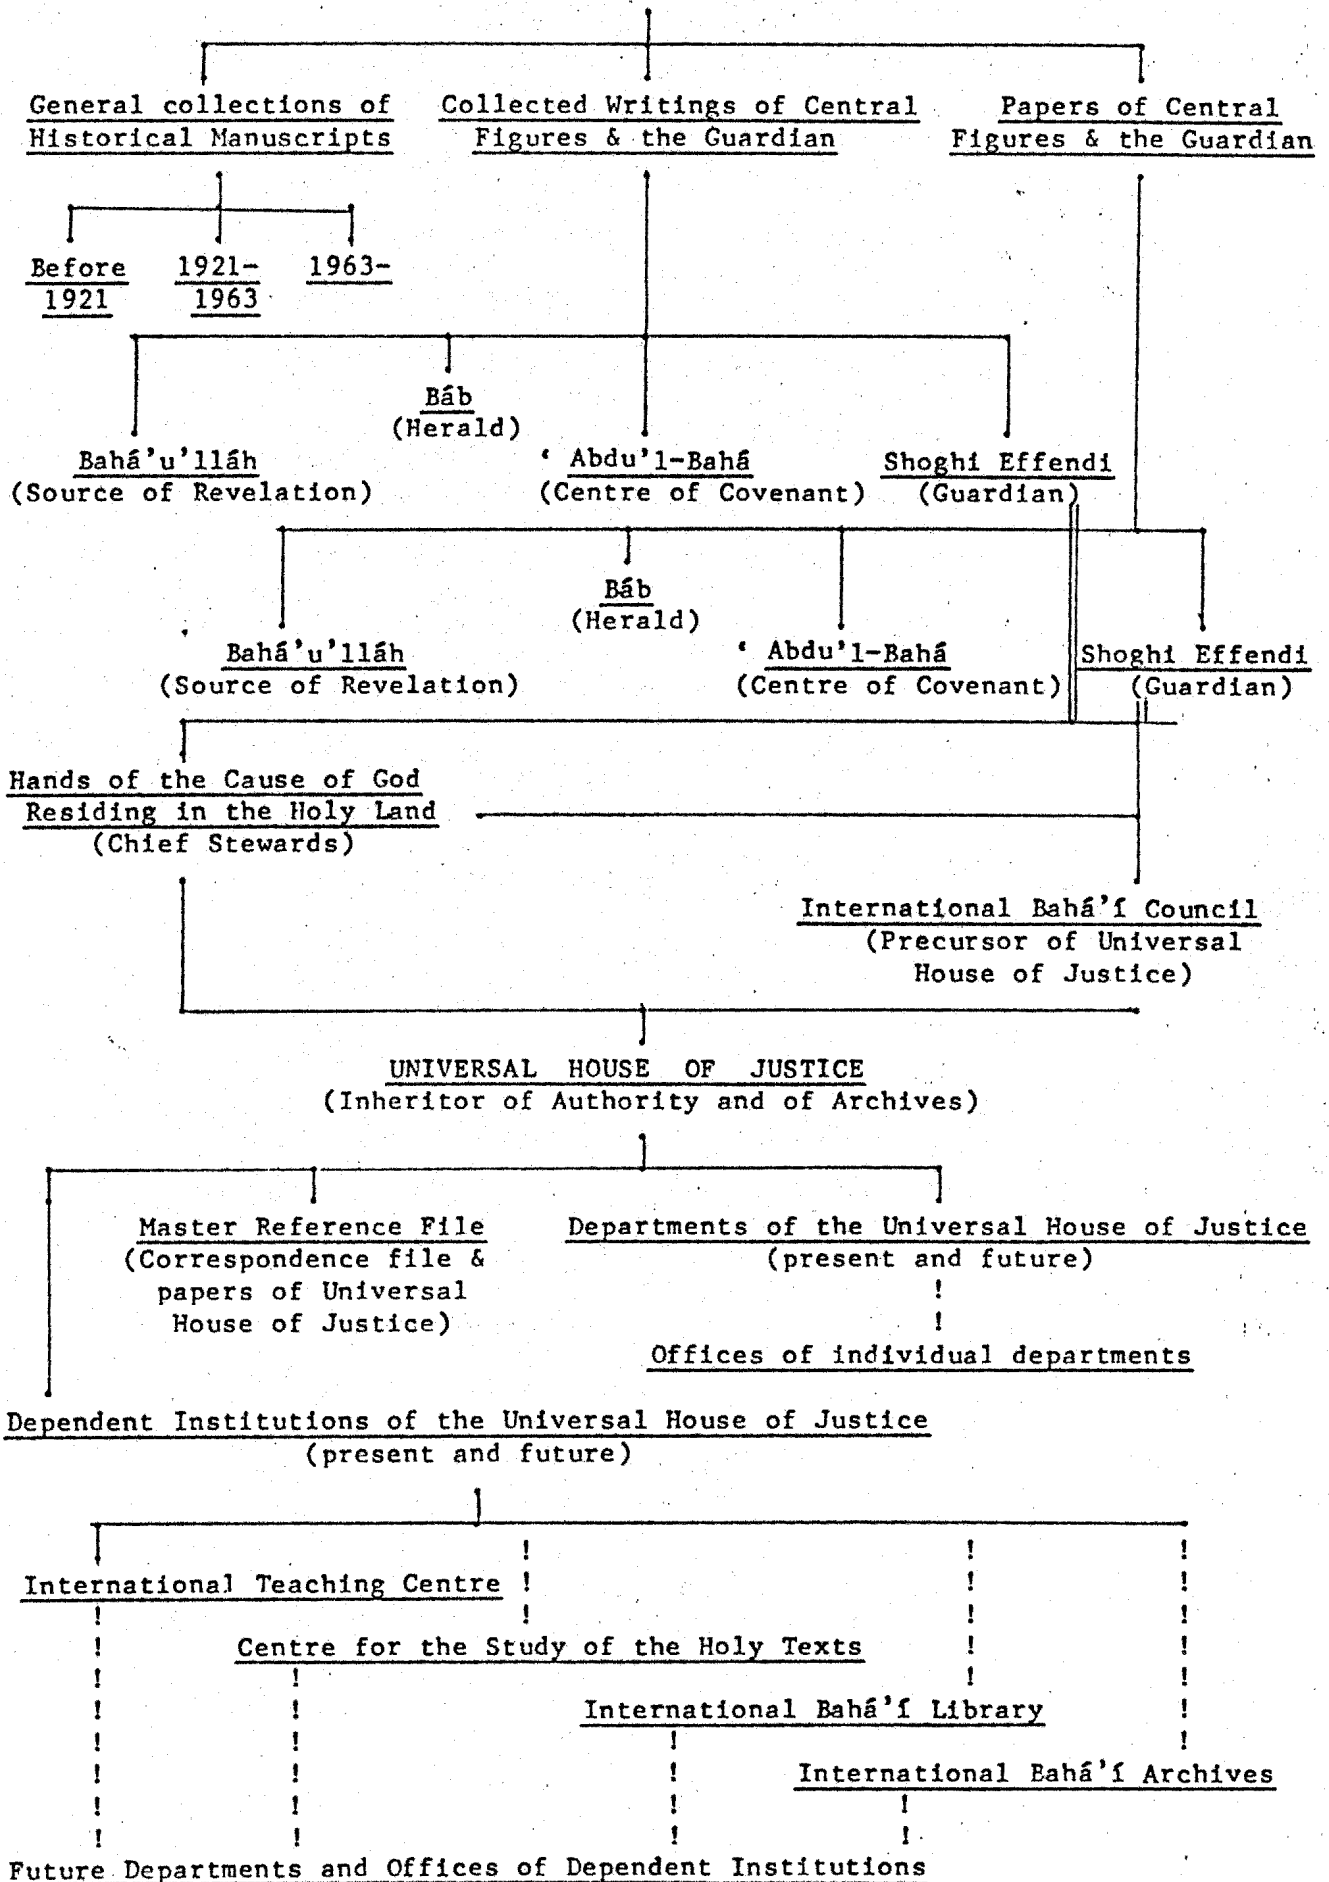 General collections of
Historical Manuscripts
Collected Writings of Central
Figures & the Guardian
Papers of Central
Figures & the Guardian
Before
1921
1921-
1963
1963-
Báb
(Herald)
Bahá'u'lláh
(Source of Revelation)
‘Abdu'l-Bahá
(Centre of Covenant)
Shoghi Effendi
(Guardian)
Báb
(Herald)
Bahá'u'lláh
(Source of Revelation)
‘Abdu'l-Bahá
(Centre of Covenant)
Shoghi Effendi
(Guardian)
Hands of the Cause of God
Residing in the Holy Land
(Chief Stewards)
International Bahá'í Council
(Precursor of Universal
House of Justice)
UNIVERSAL HOUSE OF JUSTICE
(Inheritor of Authority and of Archives)
Master Reference File
(Correspondence file &
papers of Universal
House of Justice)
Departments of the Universal House of Justice
(present and future)
Offices of individual departments
Dependent Institutions of the Universal House of Justice
(present and future)
International Teaching Centre
Centre for the Study of the Holy Texts
International Bahá'í Library
International Bahá'í Archives
Future Departments and Offices of Dependent Institutions